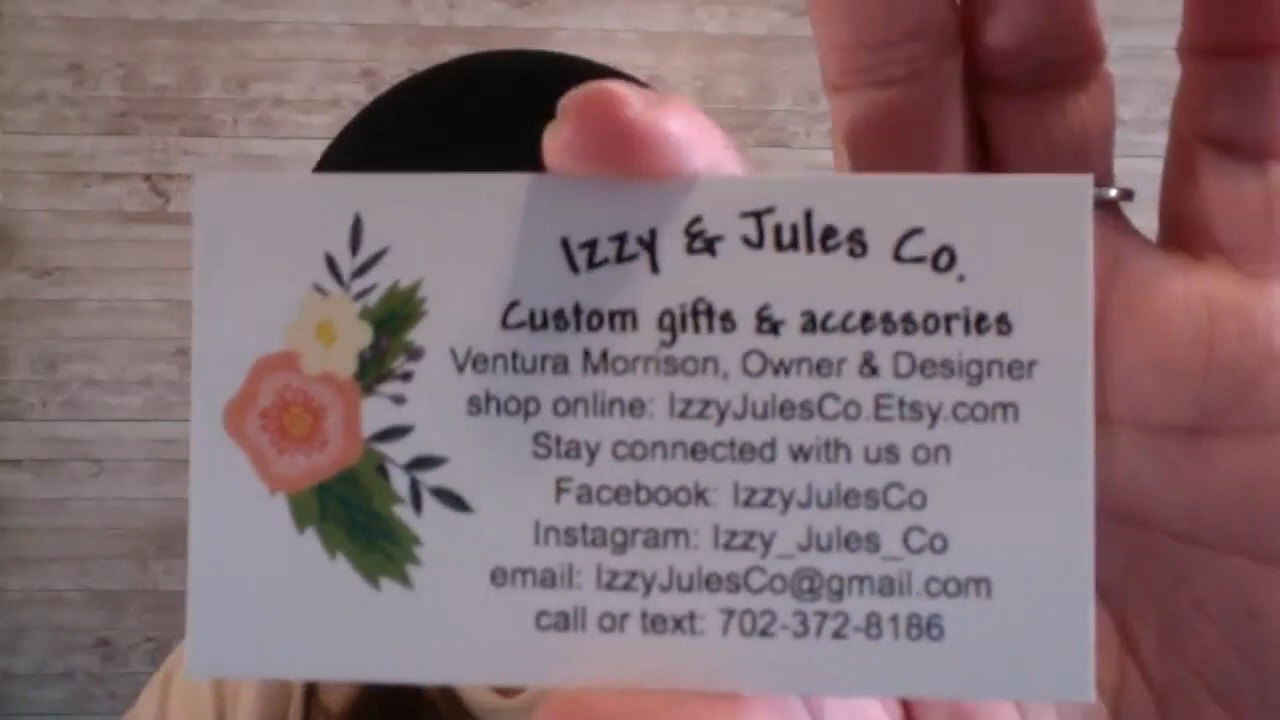 Izzy & Jules Co.
Custom gifts & accessories
Ventura Morrison, Owner & Designer
shop online: IzzyJulesCo.Etsy.com
Stay connected with us on
Facebook: IzzyJulesCo
Instagram: Izzy_Jules_Co
email: IzzyJulesCo@gmail.com
call or text: 702-372-8186